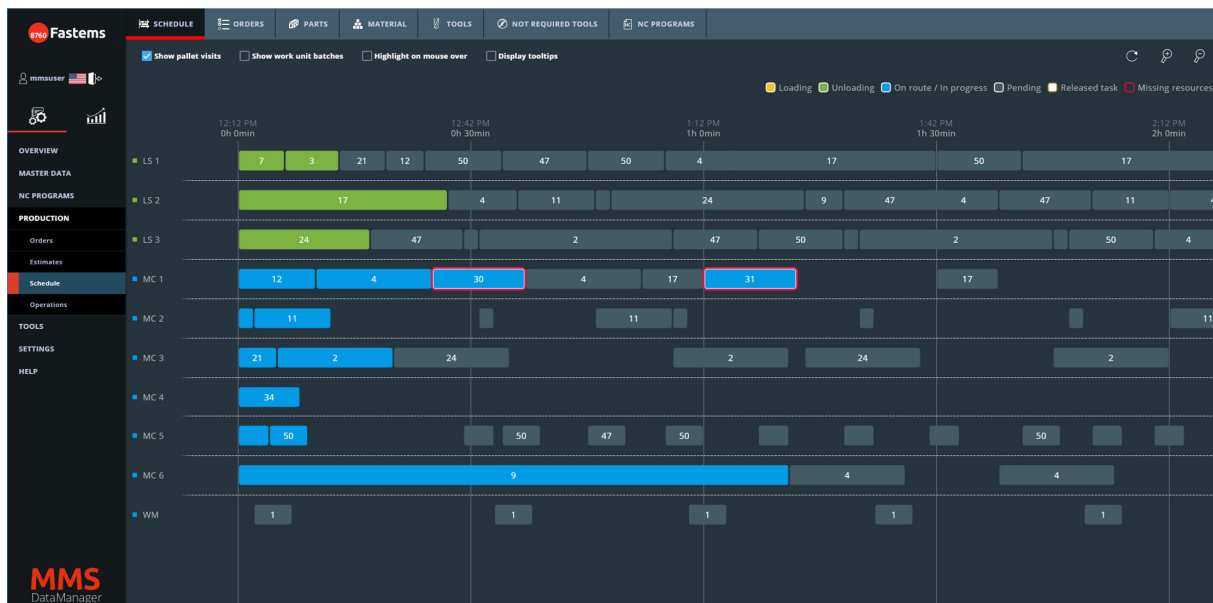 SCHEDULE ORDERS PARTS MATERIAL TOOLS NOT REQUIRED TOOLS NC PROGRAMS
8760 Fastems
Show pallet visits Show work unit batches Highlight on mouse over Display tooltips
mmsuser
Loading Unloading On route / In progress Pending Released task Missing resources
12:12 PM 12:42 PM 1:12 PM 1:42 PM 2:12 PM
0h 0min 0h 30min 1h 0min 1h 30min 2h 0min
OVERVIEW
MASTER DATA
NC PROGRAMS
PRODUCTION
Orders
Estimates
Schedule
Operations
TOOLS
SETTINGS
HELP
LS 1 7 3 21 12 50 47 50 4 17 50 17
LS 2 17 4 11 24 9 47 4 47 11 4
LS 3 24 47 2 47 50 2 50 4
MC 1 12 4 30 4 17 31 17
MC 2 11 11 11
MC 3 21 2 24 2 24 2
MC 4 34
MC 5 50 50 47 50 50
MC 6 9 4 4
WM 1 1 1 1 1
MMS
DataManager